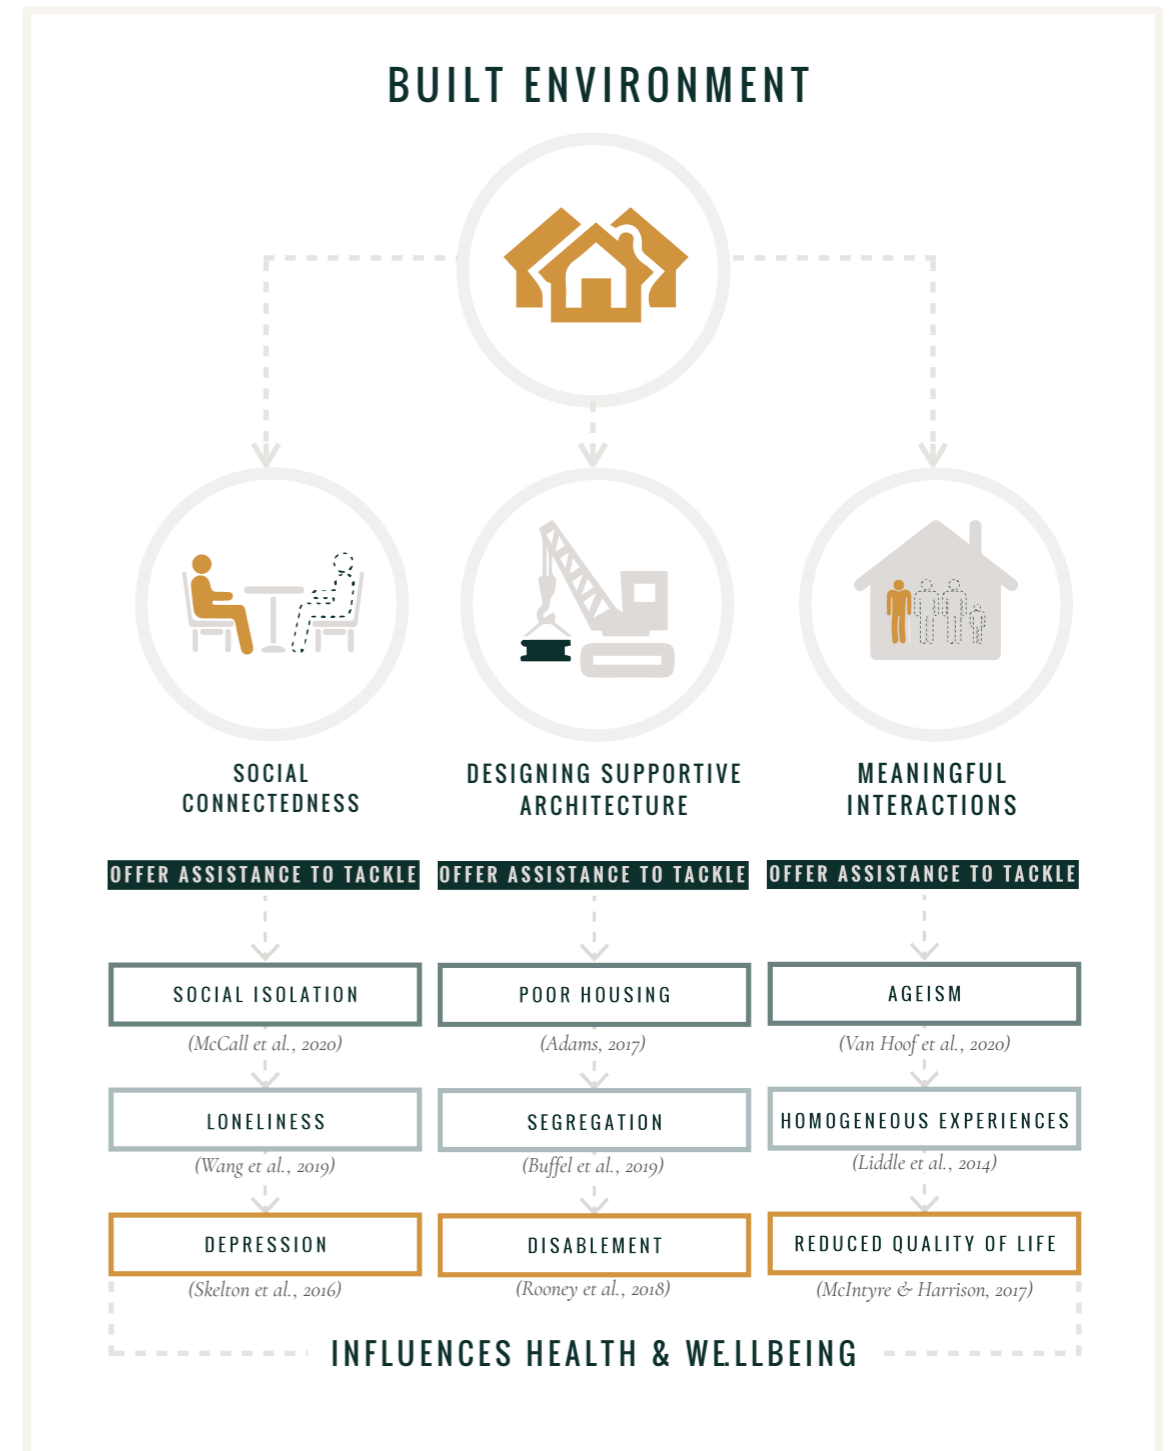 BUILT ENVIRONMENT
SOCIAL
CONNECTEDNESS
DESIGNING SUPPORTIVE
ARCHITECTURE
MEANINGFUL
INTERACTIONS
OFFER ASSISTANCE TO TACKLE
OFFER ASSISTANCE TO TACKLE
OFFER ASSISTANCE TO TACKLE
SOCIAL ISOLATION
(McCall et al., 2020)
POOR HOUSING
(Adams, 2017)
AGEISM
(Van Hoof et al., 2020)
LONELINESS
(Wang et al., 2019)
SEGREGATION
(Buffel et al., 2019)
HOMOGENEOUS EXPERIENCES
(Liddle et al., 2014)
DEPRESSION
(Skelton et al., 2016)
DISABLEMENT
(Rooney et al., 2018)
REDUCED QUALITY OF LIFE
(McIntyre & Harrison, 2017)
INFLUENCES HEALTH & WE.LLBEING